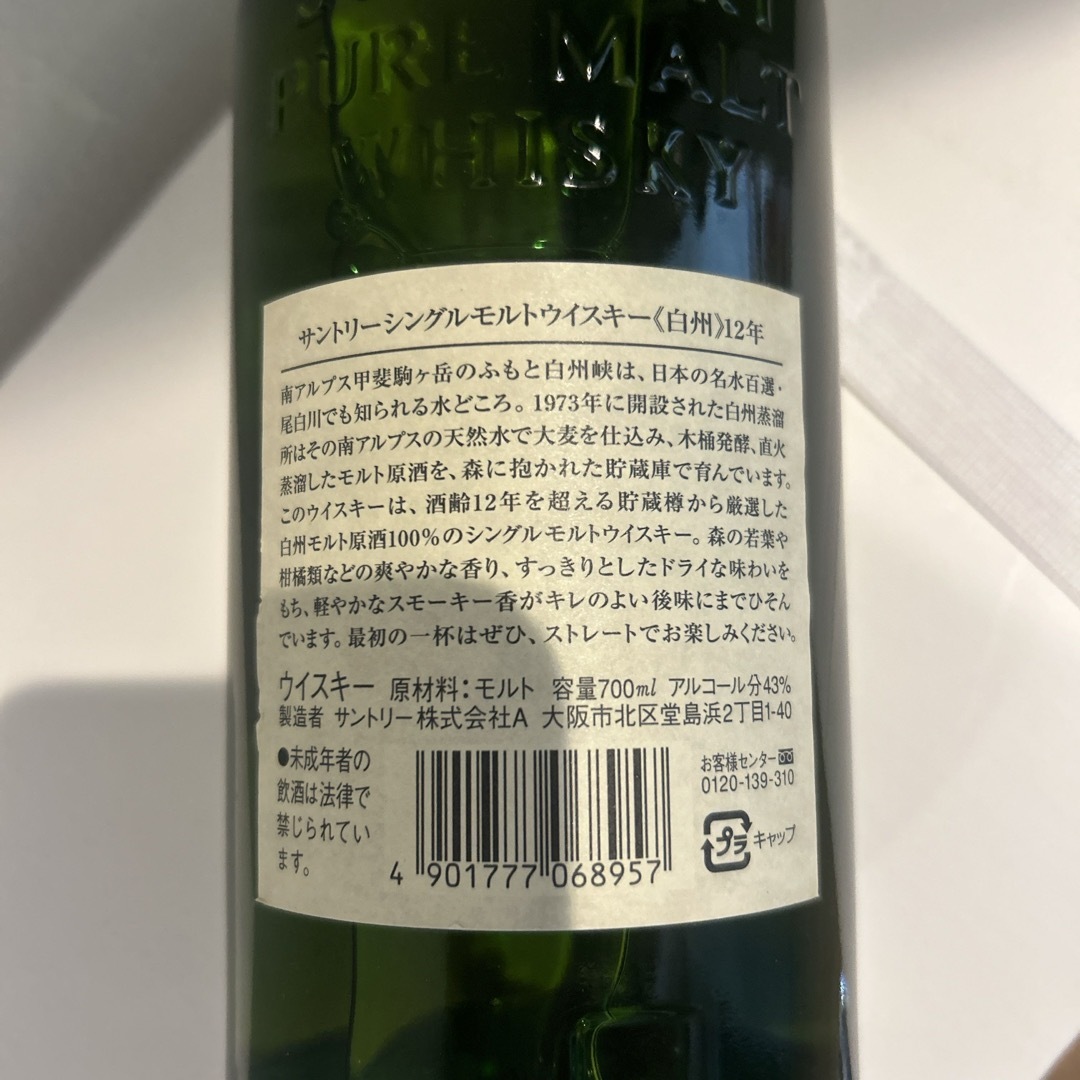 PURE MALT
WHISKY
サントリーシングルモルトウイスキー《白州》12年
南アルプス甲斐駒ヶ岳のふもと白州峡は、日本の名水百選・
尾白川でも知られる水どころ。1973年に開設された白州蒸溜
所はその南アルプスの天然水で大麦を仕込み、木桶発酵、直火
蒸溜したモルト原酒を、森に抱かれた貯蔵庫で育んでいます。
このウイスキーは、酒齢12年を超える貯蔵樽から厳選した
白州モルト原酒100%のシングルモルトウイスキー。森の若葉や
柑橘類などの爽やかな香り、すっきりとしたドライな味わいを
もち、軽やかなスモーキー香がキレのよい後味にまでひそん
でいます。最初の一杯はぜひ、ストレートでお楽しみください。
ウイスキー 原材料:モルト 容量700ml アルコール分43%
製造者 サントリー株式会社A 大阪市北区堂島浜2丁目1-40
●未成年者の
飲酒は法律で
禁じられてい
ます。
4 901777 068957
お客様センター
0120-139-310
プラ キャップ